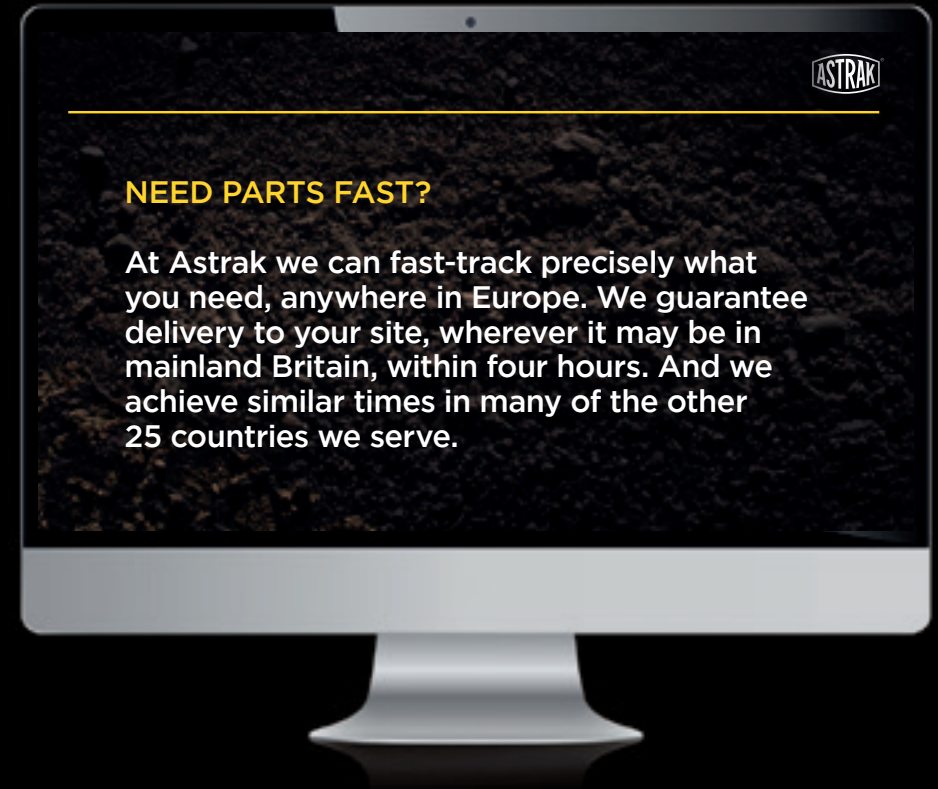 ASTRAK
NEED PARTS FAST?
At Astrak we can fast-track precisely what
you need, anywhere in Europe. We guarantee
delivery to your site, wherever it may be in
mainland Britain, within four hours. And we
achieve similar times in many of the other
25 countries we serve.